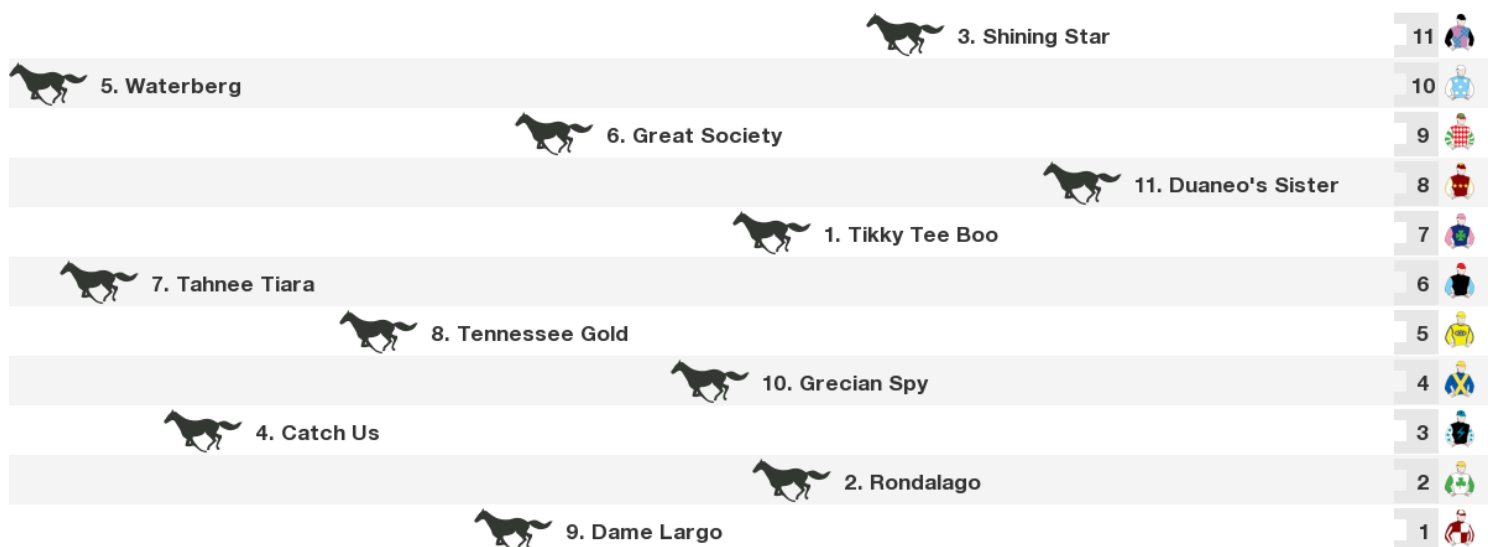 3. Shining Star 11
5. Waterberg 10
6. Great Society 9
11. Duaneo's Sister 8
1. Tikky Tee Boo 7
7. Tahnee Tiara 6
8. Tennessee Gold 5
10. Grecian Spy 4
4. Catch Us 3
2. Rondalago 2
9. Dame Largo 1